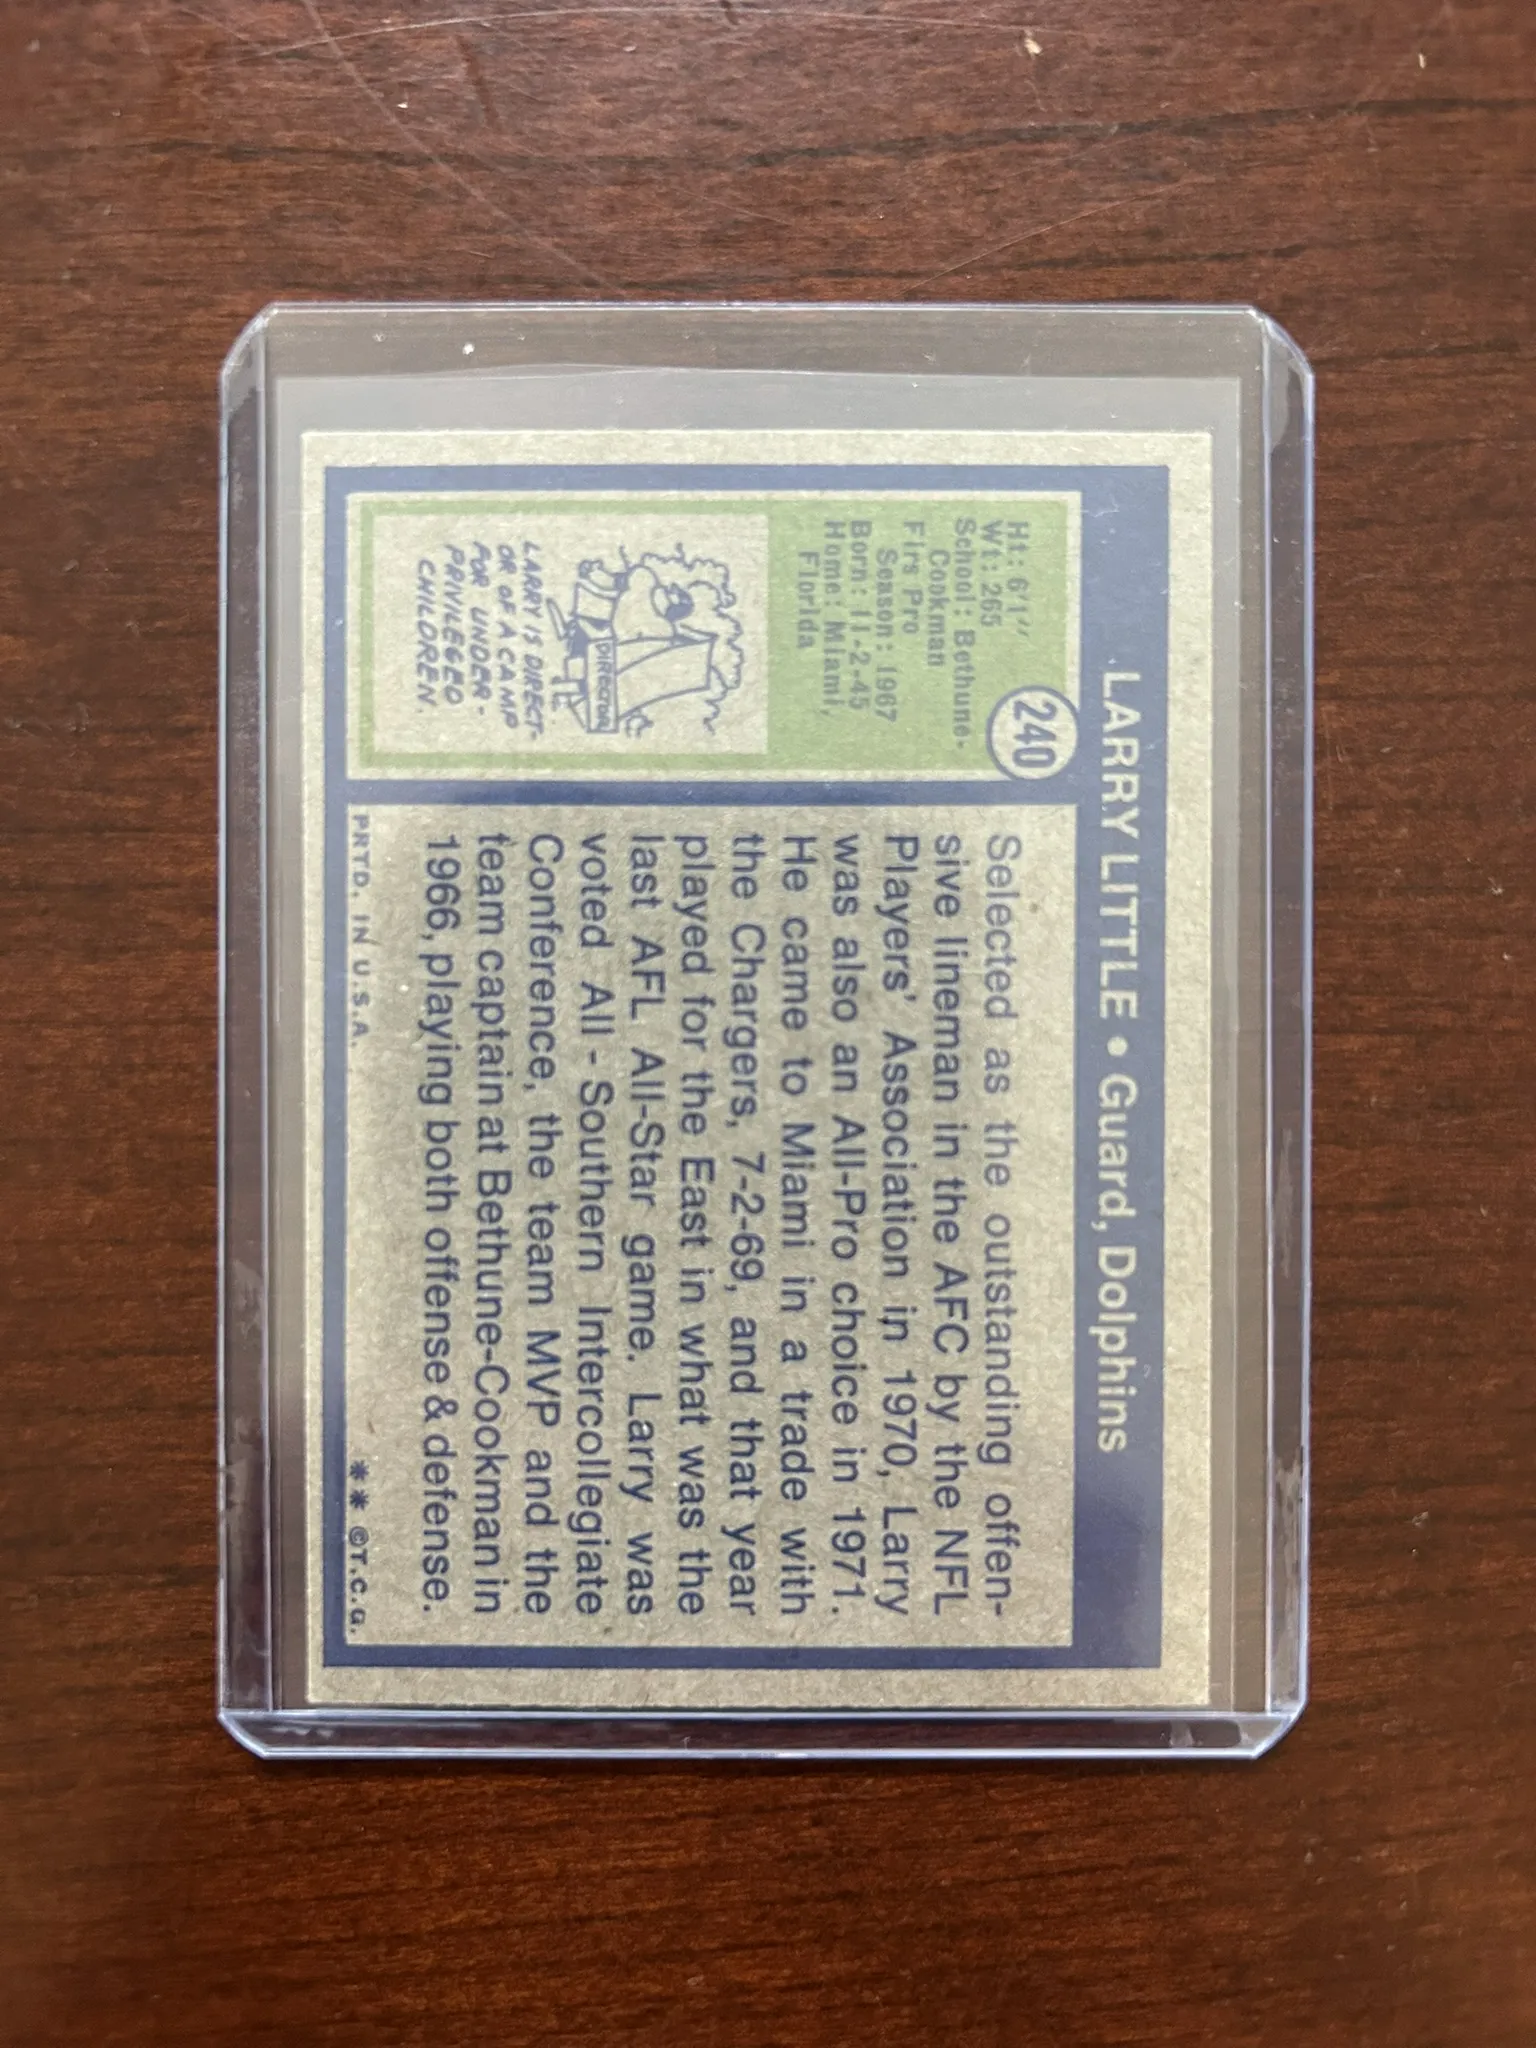 LARRY LITTLE • Guard, Dolphins
240
Ht: 6'1"
Wt: 265
School: Bethune-
Cookman
Firs Pro
Season: 1967
Born: 11-2-45
Home: Miami,
Florida
DIRECTOR
LARRY IS DIRECT-
OR OF A CAMP
FOR UNDER-
PRIVILEGED
CHILDREN.
Selected as the outstanding offen-
sive lineman in the AFC by the NFL
Players' Association in 1970, Larry
was also an All-Pro choice in 1971.
He came to Miami in a trade with
the Chargers, 7-2-69, and that year
played for the East in what was the
last AFL All-Star game. Larry was
voted All-Southern Intercollegiate
Conference, the team MVP and the
team captain at Bethune-Cookman in
1966, playing both offense & defense.
PRTD. IN U.S.A.
** ©T.C.G.